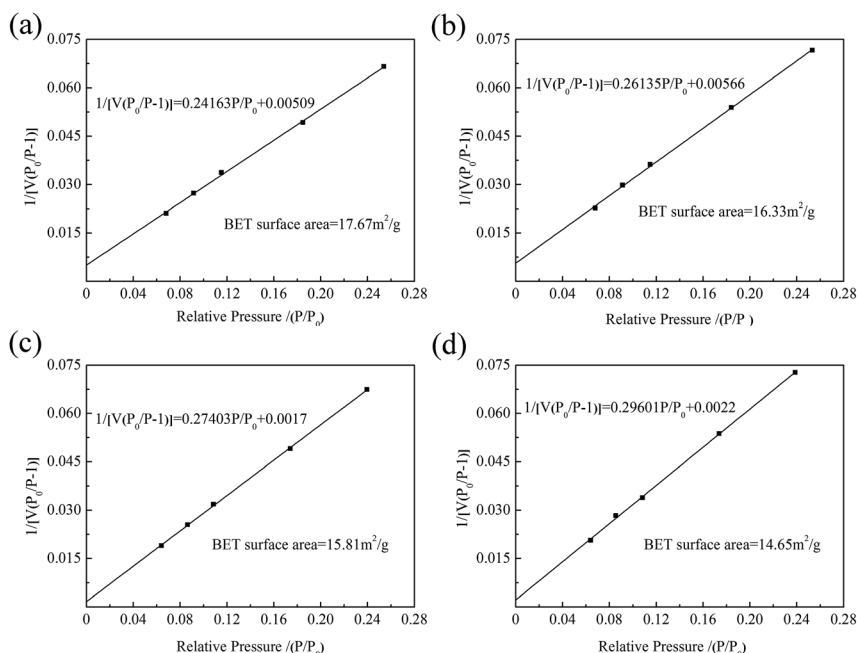 (a)
0.075
0.060
0.045
0.030
0.015
1/[V(P₀/P-1)]
1/[V(P₀/P-1)]=0.24163P/P₀+0.00509
BET surface area=17.67m²/g
0 0.04 0.08 0.12 0.16 0.20 0.24 0.28
Relative Pressure /(P/P₀)
(b)
0.075
0.060
0.045
0.030
0.015
1/[V(P₀/P-1)]
1/[V(P₀/P-1)]=0.26135P/P₀+0.00566
BET surface area=16.33m²/g
0 0.04 0.08 0.12 0.16 0.20 0.24 0.28
Relative Pressure /(P/P )
(c)
0.075
0.060
0.045
0.030
0.015
1/[V(P₀/P-1)]
1/[V(P₀/P-1)]=0.27403P/P₀+0.0017
BET surface area=15.81m²/g
0 0.04 0.08 0.12 0.16 0.20 0.24 0.28
Relative Pressure /(P/P₀)
(d)
0.075
0.060
0.045
0.030
0.015
1/[V(P₀/P-1)]
1/[V(P₀/P-1)]=0.29601P/P₀+0.0022
BET surface area=14.65m²/g
0 0.04 0.08 0.12 0.16 0.20 0.24 0.28
Relative Pressure /(P/P₀)